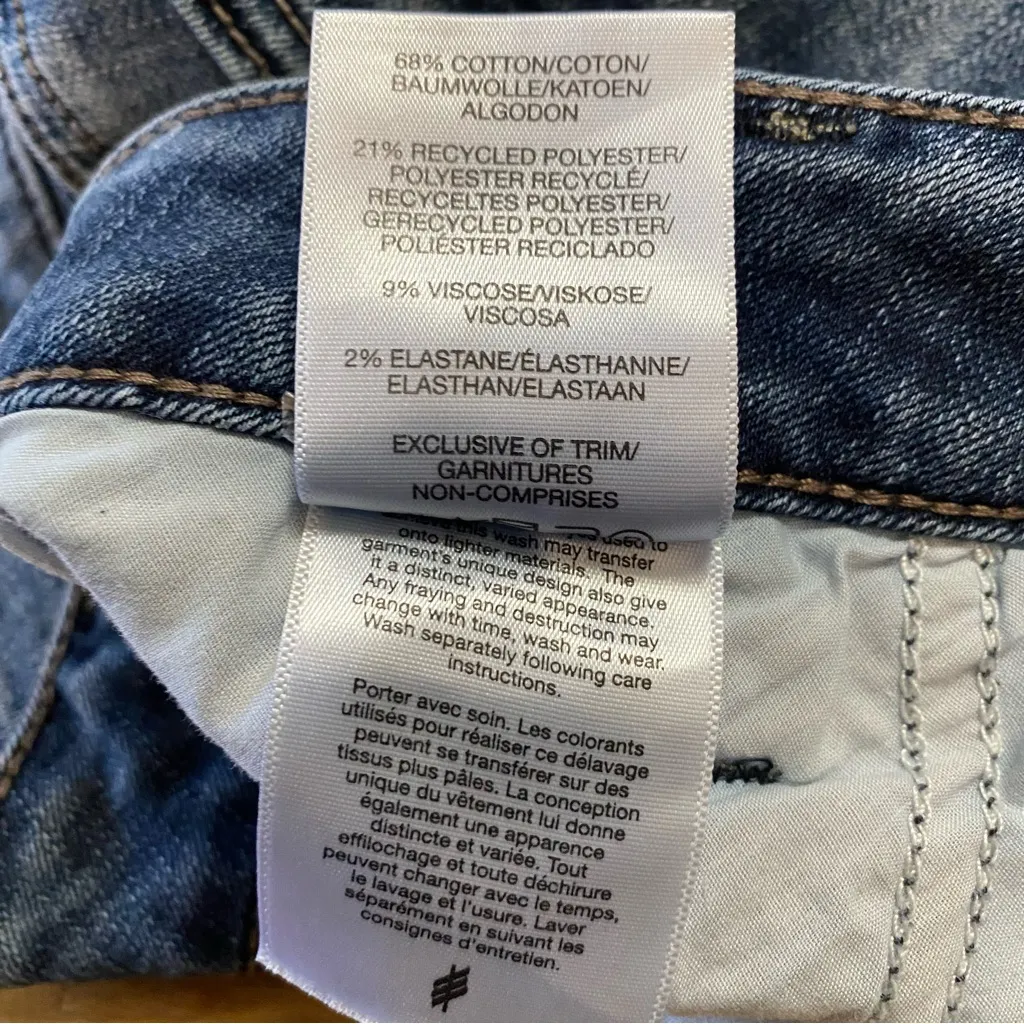 68% COTTON/COTON/
BAUMWOLLE/KATOEN/
ALGODON
21% RECYCLED POLYESTER/
POLYESTER RECYCLÉ/
RECYCELTES POLYESTER/
GERECYCLED POLYESTER/
POLIÉSTER RECICLADO
9% VISCOSE/VISKOSE/
VISCOSA
2% ELASTANE/ÉLASTHANNE/
ELASTHAN/ELASTAAN
EXCLUSIVE OF TRIM/
GARNITURES
NON-COMPRISES
this wash may transfer
onto lighter materials. The
garment's unique design also give
it a distinct, varied appearance.
Any fraying and destruction may
change with time, wash and wear.
Wash separately following care
instructions.
Porter avec soin. Les colorants
utilisés pour réaliser ce délavage
peuvent se transférer sur des
tissus plus pâles. La conception
unique du vêtement lui donne
également une apparence
distincte et variée. Tout
effilochage et toute déchirure
peuvent changer avec le temps,
le lavage et l'usure. Laver
séparément en suivant les
consignes d'entretien.